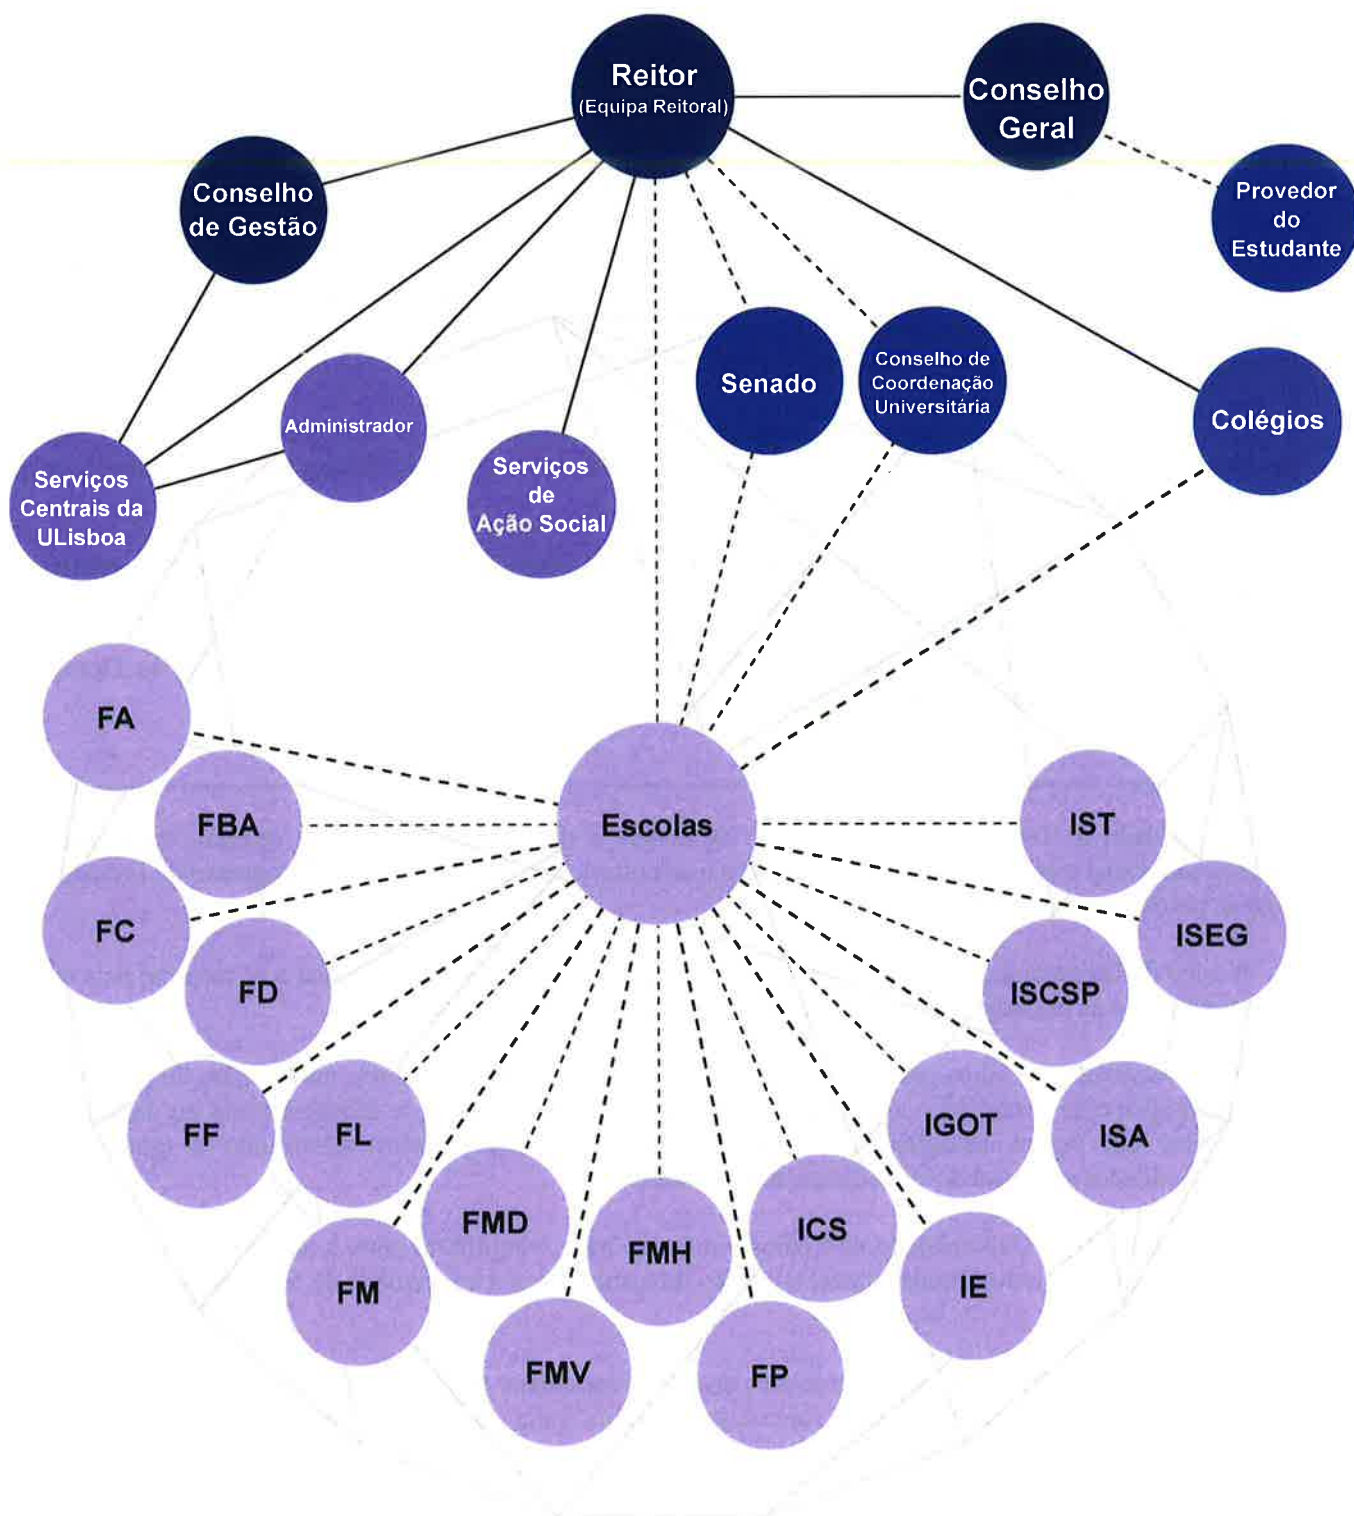 Reitor
(Equipa Reitoral)
Conselho
Geral
Conselho
de Gestão
Provedor
do
Estudante
Senado
Conselho de
Coordenação
Universitária
Colégios
Administrador
Serviços
Centrais da
ULisboa
Serviços
de
Ação Social
Escolas
FA
FBA
FC
FD
FF
FL
FM
FMD
FMV
FMH
FP
ICS
IE
IGOT
ISA
ISCSP
ISEG
IST